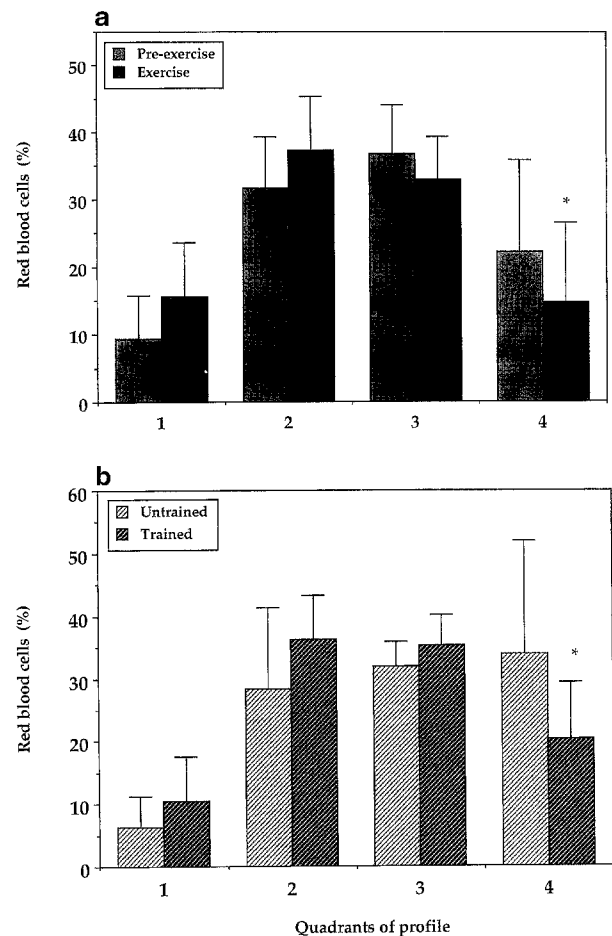 a
55
50
40
30
20
10
0
Pre-exercise
Exercise
Red blood cells (%)
*
1 2 3 4
b
60
50
40
30
20
10
0
Untrained
Trained
Red blood cells (%)
*
1 2 3 4
Quadrants of profile